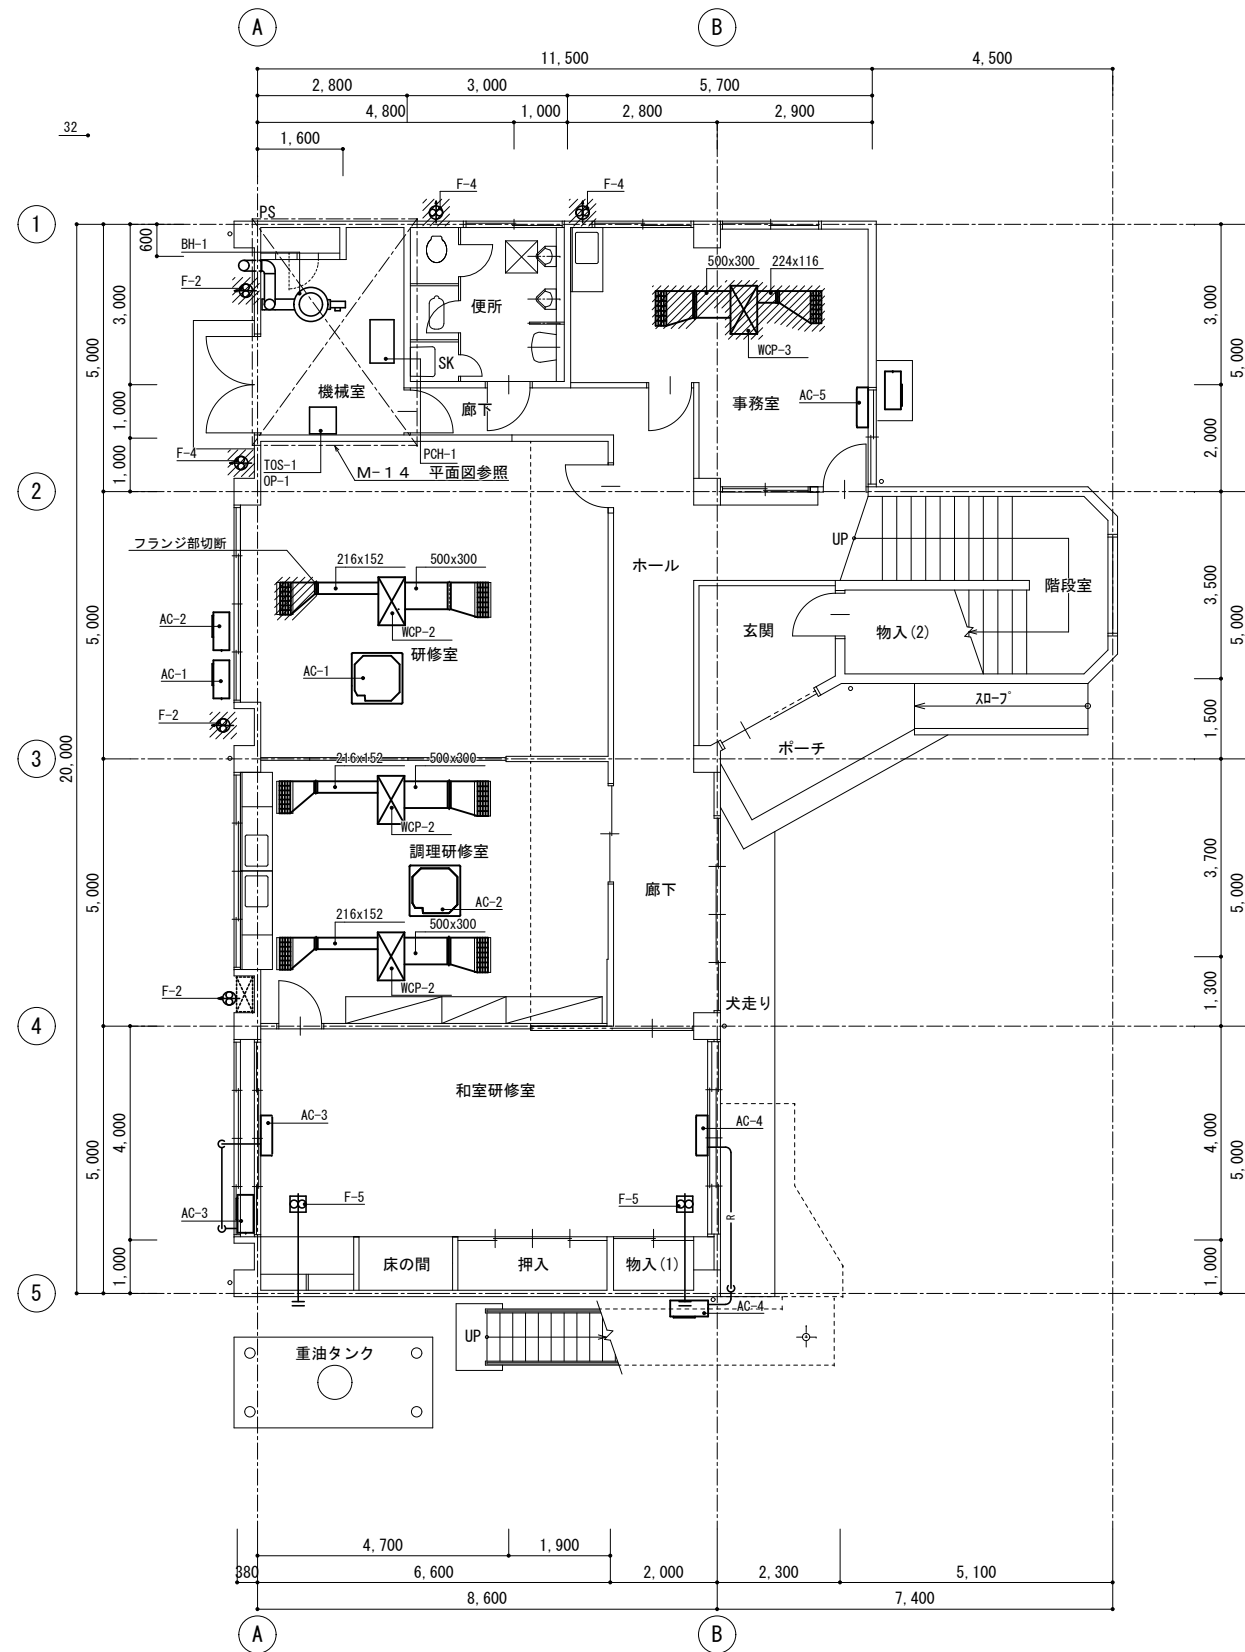 A
B
11,500
4,500
2,800
3,000
5,700
4,800
1,000
2,800
2,900
32
1,600
F-4
F-4
1
PS
600
BH-1
500x300
224x116
F-2
3,000
3,000
便所
WCP-3
5,000
5,000
SK
機械室
AC-5
事務室
廊下
1,000
2,000
F-4
TOS-1
PCH-1
1,000
OP-1
M-14 平面図参照
2
フランジ部切断
216x152
500x300
UP
ホール
階段室
3,500
AC-2
WCP-2
玄関
物入(2)
5,000
5,000
研修室
AC-1
AC-1
F-2
スロープ
1,500
ポーチ
3
20,000
216x152
500x300
WCP-2
調理研修室
3,700
廊下
5,000
5,000
AC-2
216x152
500x300
F-2
WCP-2
犬走り
1,300
4
和室研修室
AC-3
AC-4
4,000
4,000
5,000
5,000
F-5
F-5
AC-3
R
床の間
押入
物入(1)
1,000
1,000
5
AC-4
UP
重油タンク
4,700
1,900
380
6,600
2,000
2,300
5,100
8,600
7,400
A
B